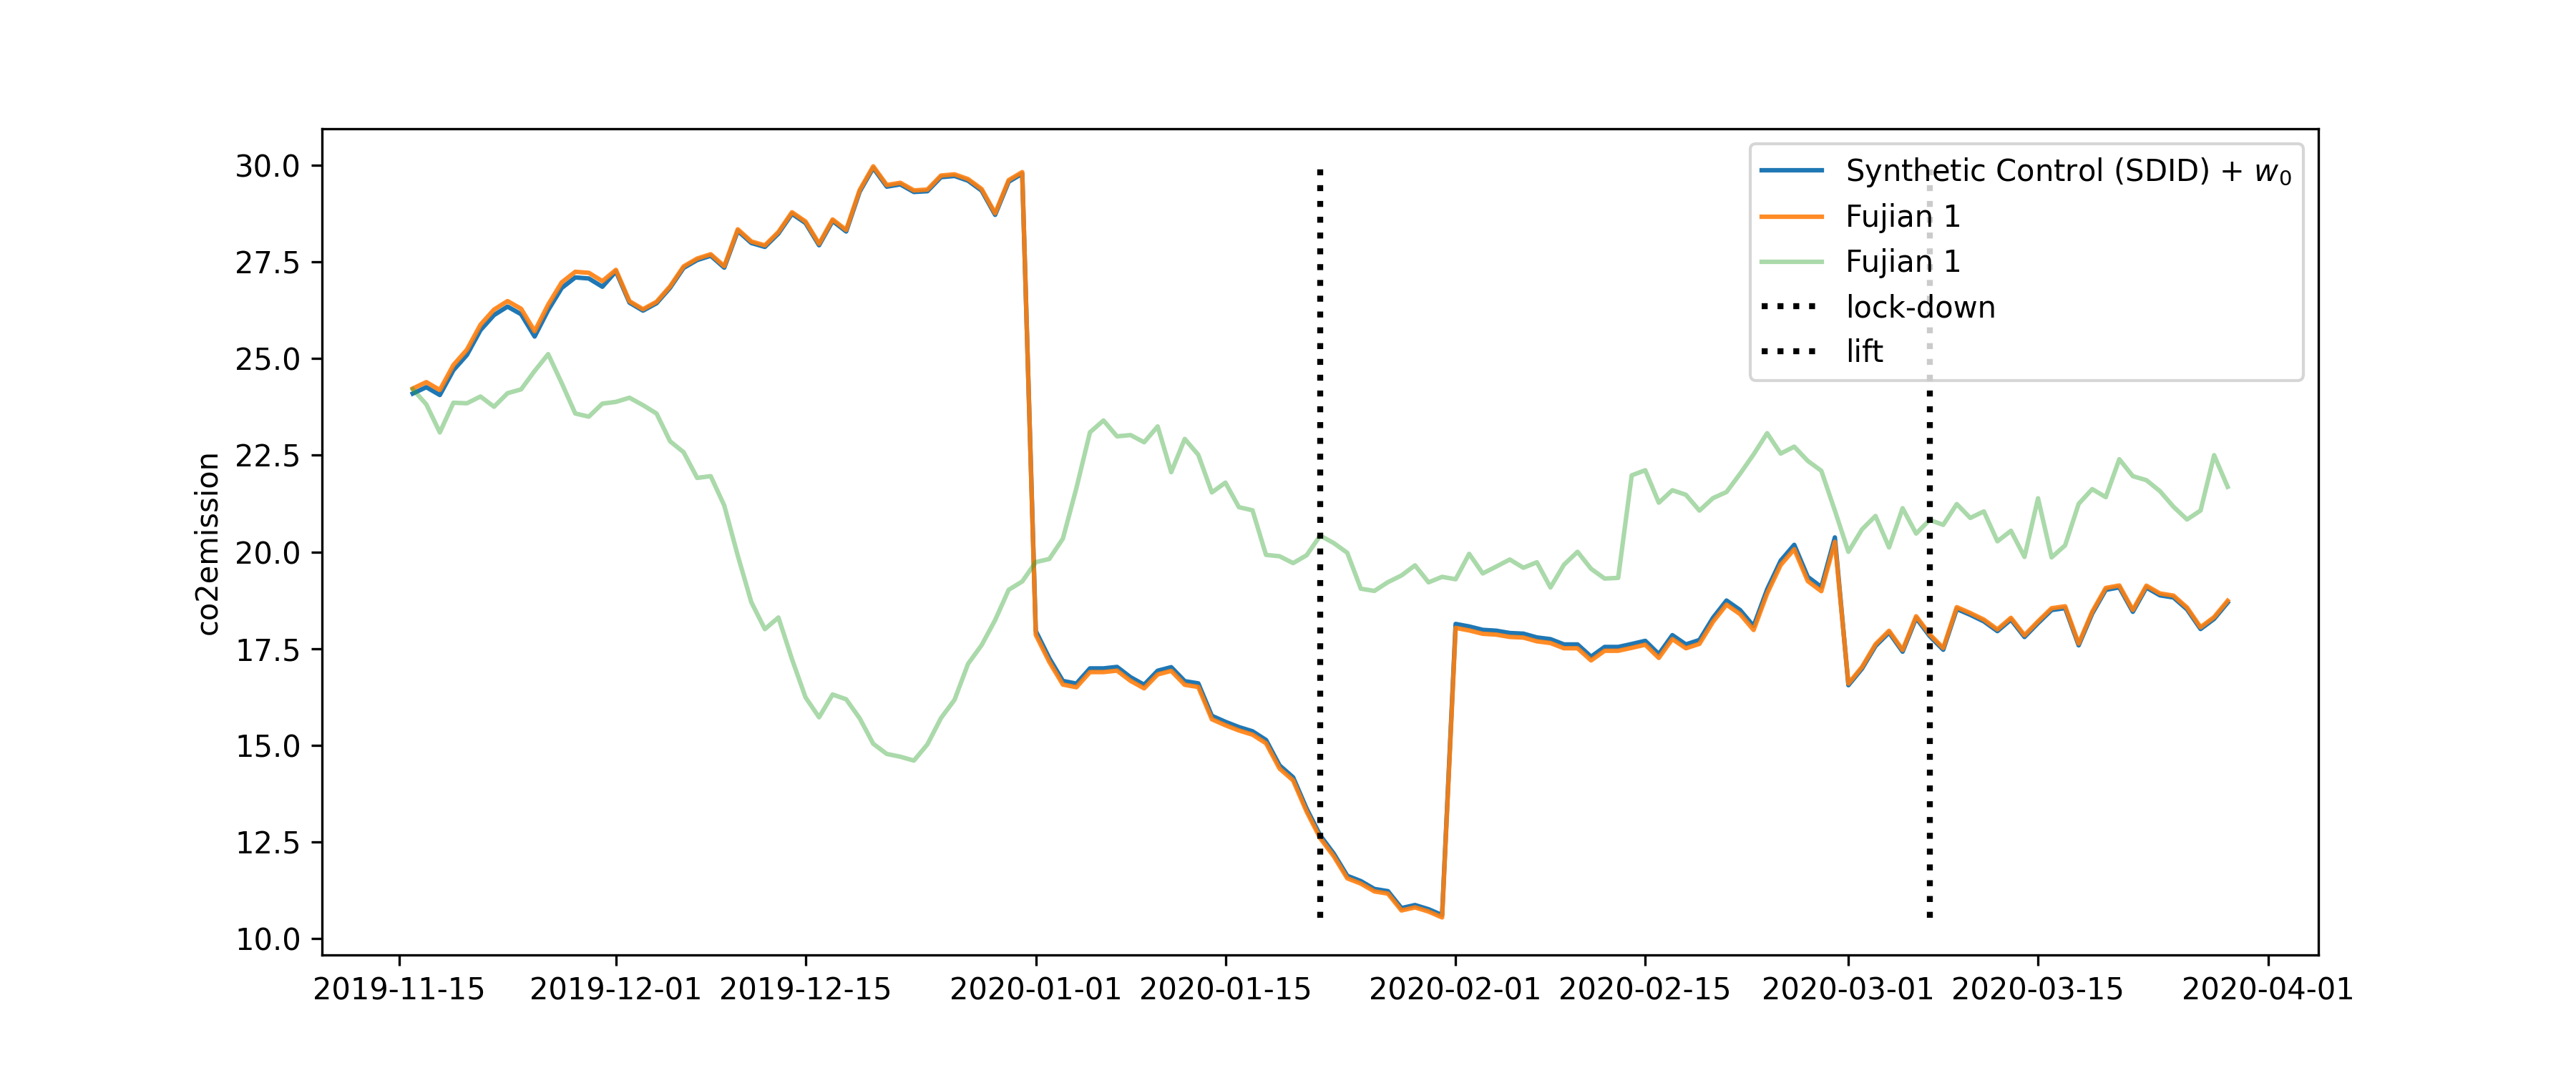 30.0
27.5
25.0
22.5
20.0
17.5
15.0
12.5
10.0
co2emission
Synthetic Control (SDID) + w₀
Fujian 1
Fujian 1
lock-down
lift
2019-11-15 2019-12-01 2019-12-15 2020-01-01 2020-01-15 2020-02-01 2020-02-15 2020-03-01 2020-03-15 2020-04-01